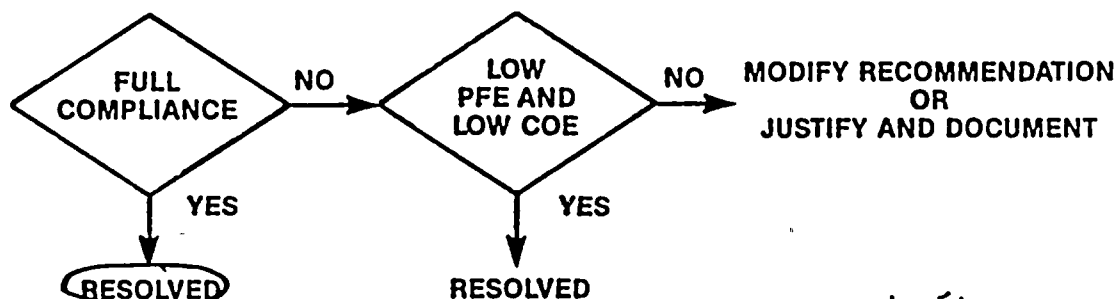 FULL
COMPLIANCE
NO
LOW
PFE AND
LOW COE
NO
MODIFY RECOMMENDATION
OR
JUSTIFY AND DOCUMENT
YES
YES
RESOLVED
RESOLVED